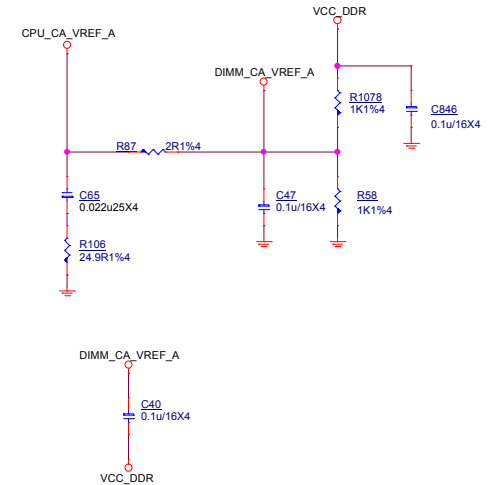 VCC_DDR
CPU_CA_VREF_A
DIMM_CA_VREF_A
R1078
1K1%4
C846
0.1u/16X4
R87
2R1%4
C65
0.022u25X4
C47
0.1u/16X4
R58
1K1%4
R106
24.9R1%4
DIMM_CA_VREF_A
C40
0.1u/16X4
VCC_DDR